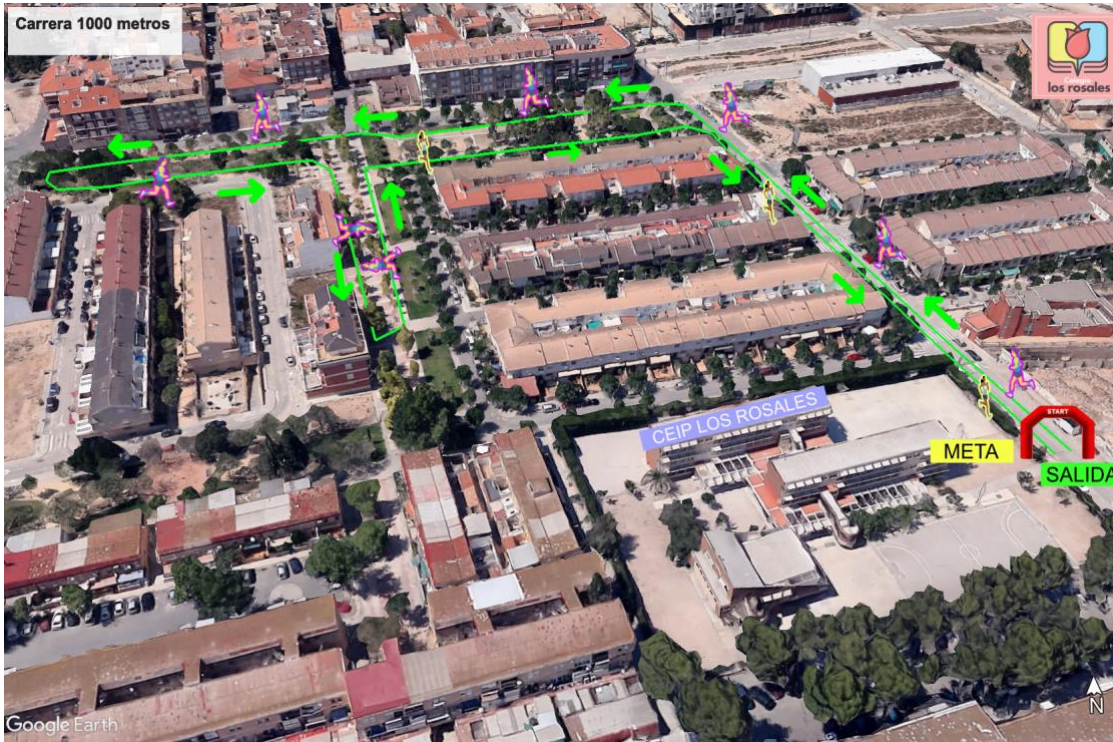 Carrera 1000 metros
Colegio
los rosales
CEIP LOS ROSALES
START
META
SALIDA
Google Earth
N